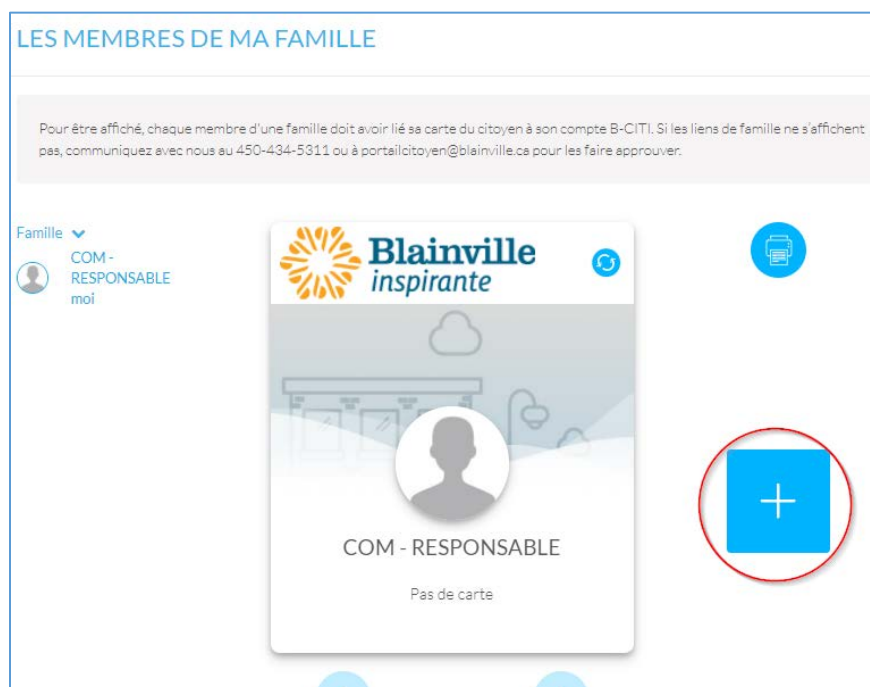 LES MEMBRES DE MA FAMILLE
Pour être affiché, chaque membre d'une famille doit avoir lié sa carte du citoyen à son compte B-CITI. Si les liens de famille ne s'affichent
pas, communiquez avec nous au 450-434-5311 ou à portailcitoyen@blainville.ca pour les faire approuver.
Famille
COM -
RESPONSABLE
moi
Blainville
inspirante
COM - RESPONSABLE
Pas de carte